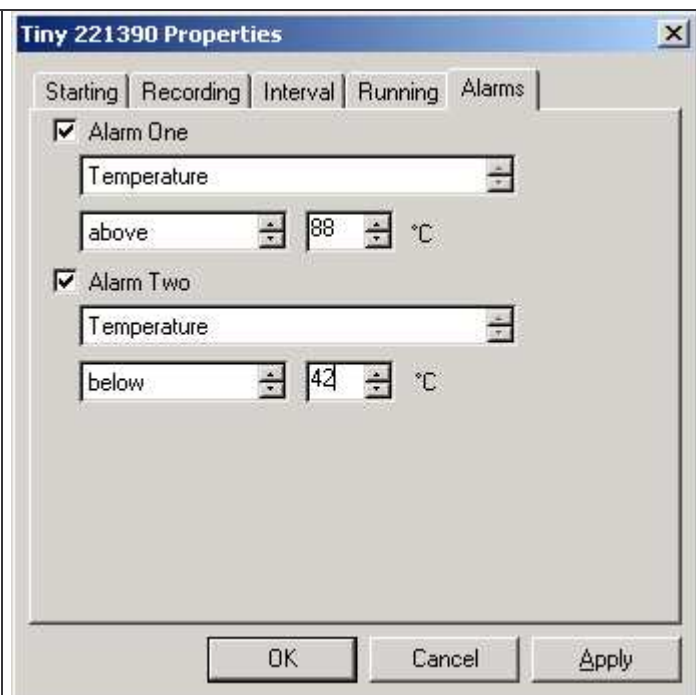 Tiny 221390 Properties
Starting Recording Interval Running Alarms
Alarm One
Temperature
above 88 °C
Alarm Two
Temperature
below 42 °C
OK Cancel Apply